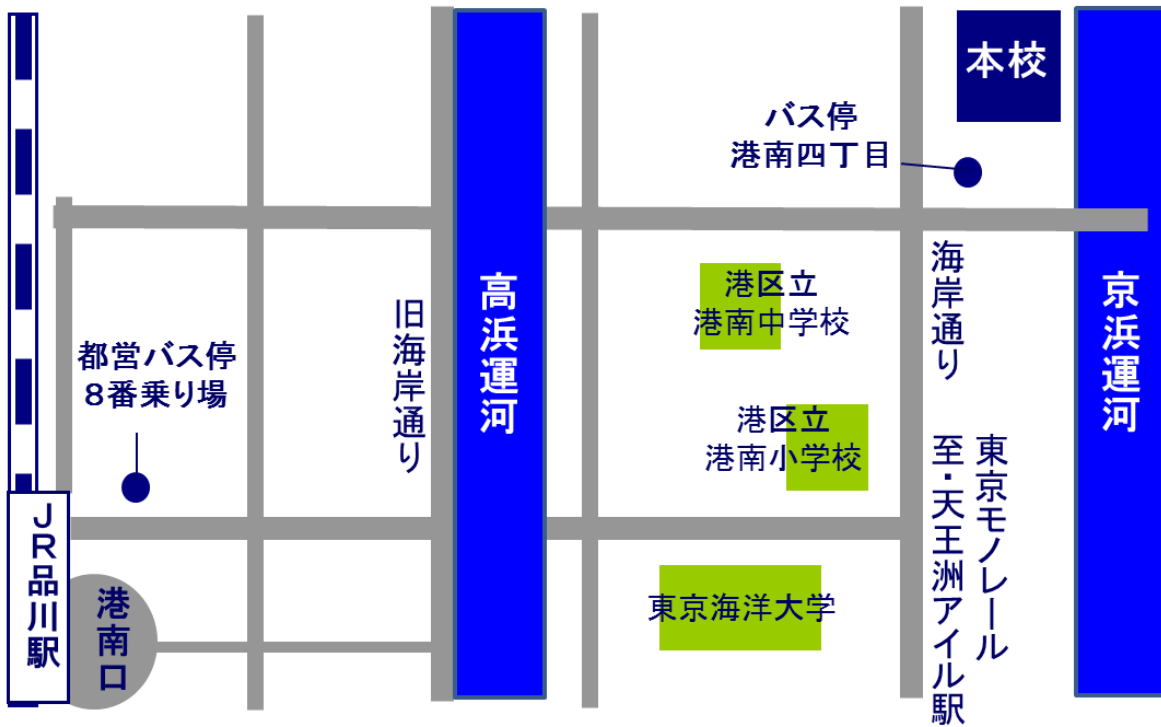 本校
バス停
港南四丁目
海岸通り
港区立
港南中学校
高浜運河
京浜運河
旧海岸通り
都営バス停
8番乗り場
港区立
港南小学校
東京モノレール
至・天王洲アイル駅
JR品川駅
港南口
東京海洋大学